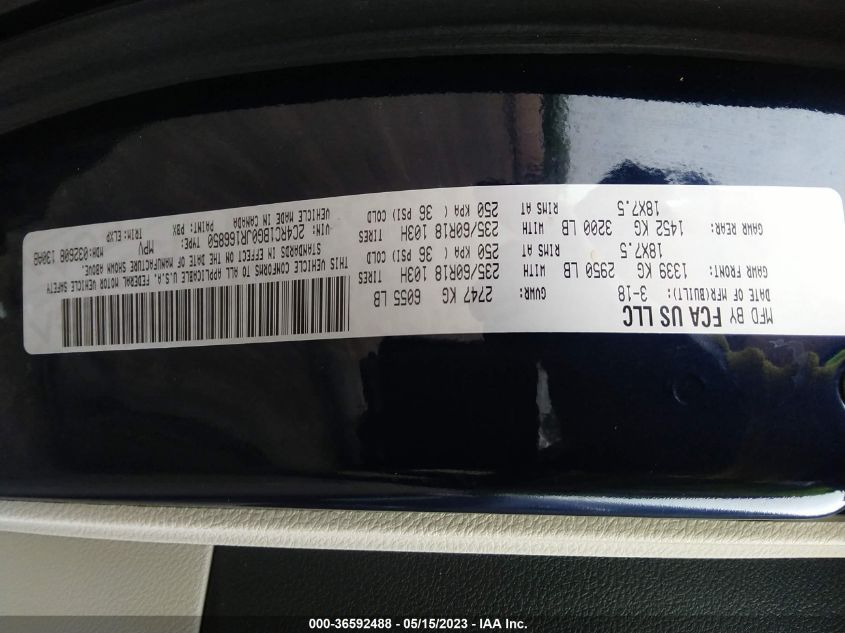 MFD BY FCA US LLC
DATE OF MFR(BUILT): 3-18 GVWR: 2747 KG 6055 LB
GAWR FRONT: 1339 KG 2950 LB WITH 235/60R18 103H TIRES
18X7.5 RIMS AT 250 KPA ( 36 PSI) COLD
GAWR REAR: 1452 KG 3200 LB WITH 235/60R18 103H TIRES
18X7.5 RIMS AT 250 KPA ( 36 PSI) COLD
THIS VEHICLE CONFORMS TO ALL APPLICABLE U.S.A. FEDERAL MOTOR VEHICLE SAFETY
STANDARDS IN EFFECT ON THE DATE OF MANUFACTURE SHOWN ABOVE.
VIN: 2C4RC1BG0JR166850 TYPE: MPV MDH:032608 130AB
VEHICLE MADE IN CANADA PAINT: PBX TRIM: ELXP
000-36592488 - 05/15/2023 - IAA Inc.